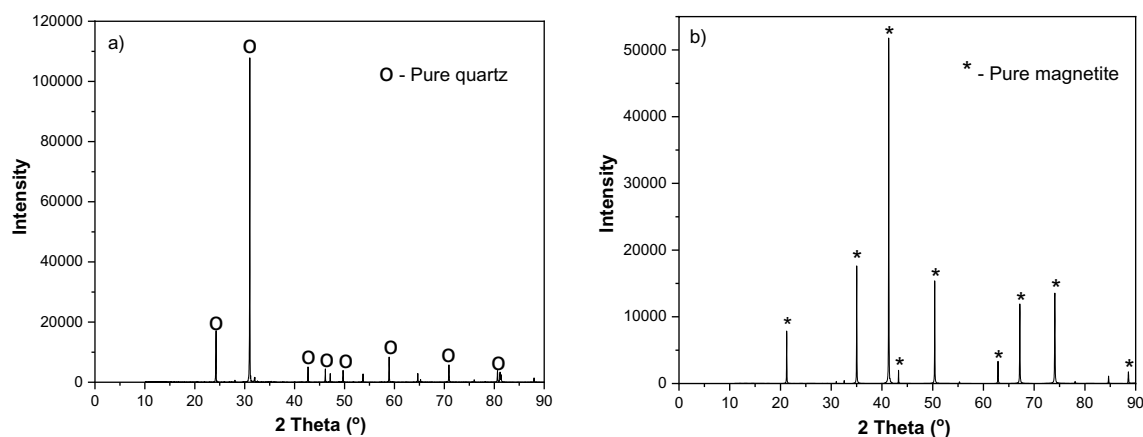 a)
O - Pure quartz
120000
100000
80000
60000
40000
20000
0
Intensity
0 10 20 30 40 50 60 70 80 90
2 Theta (º)
b)
* - Pure magnetite
50000
40000
30000
20000
10000
0
Intensity
0 10 20 30 40 50 60 70 80 90
2 Theta (º)